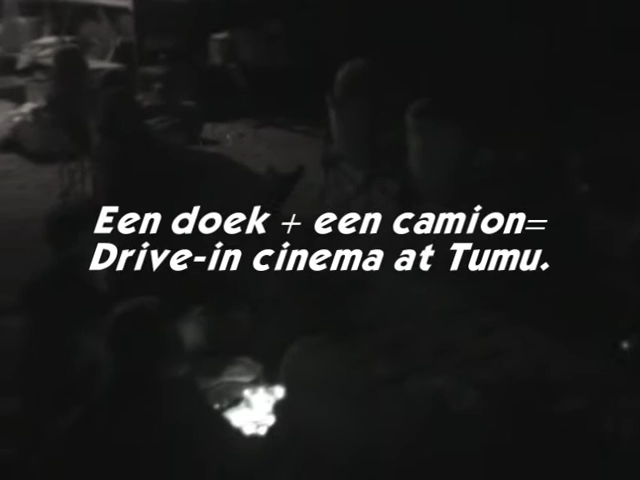 Een doek + een camion=
Drive-in cinema at Tumu.